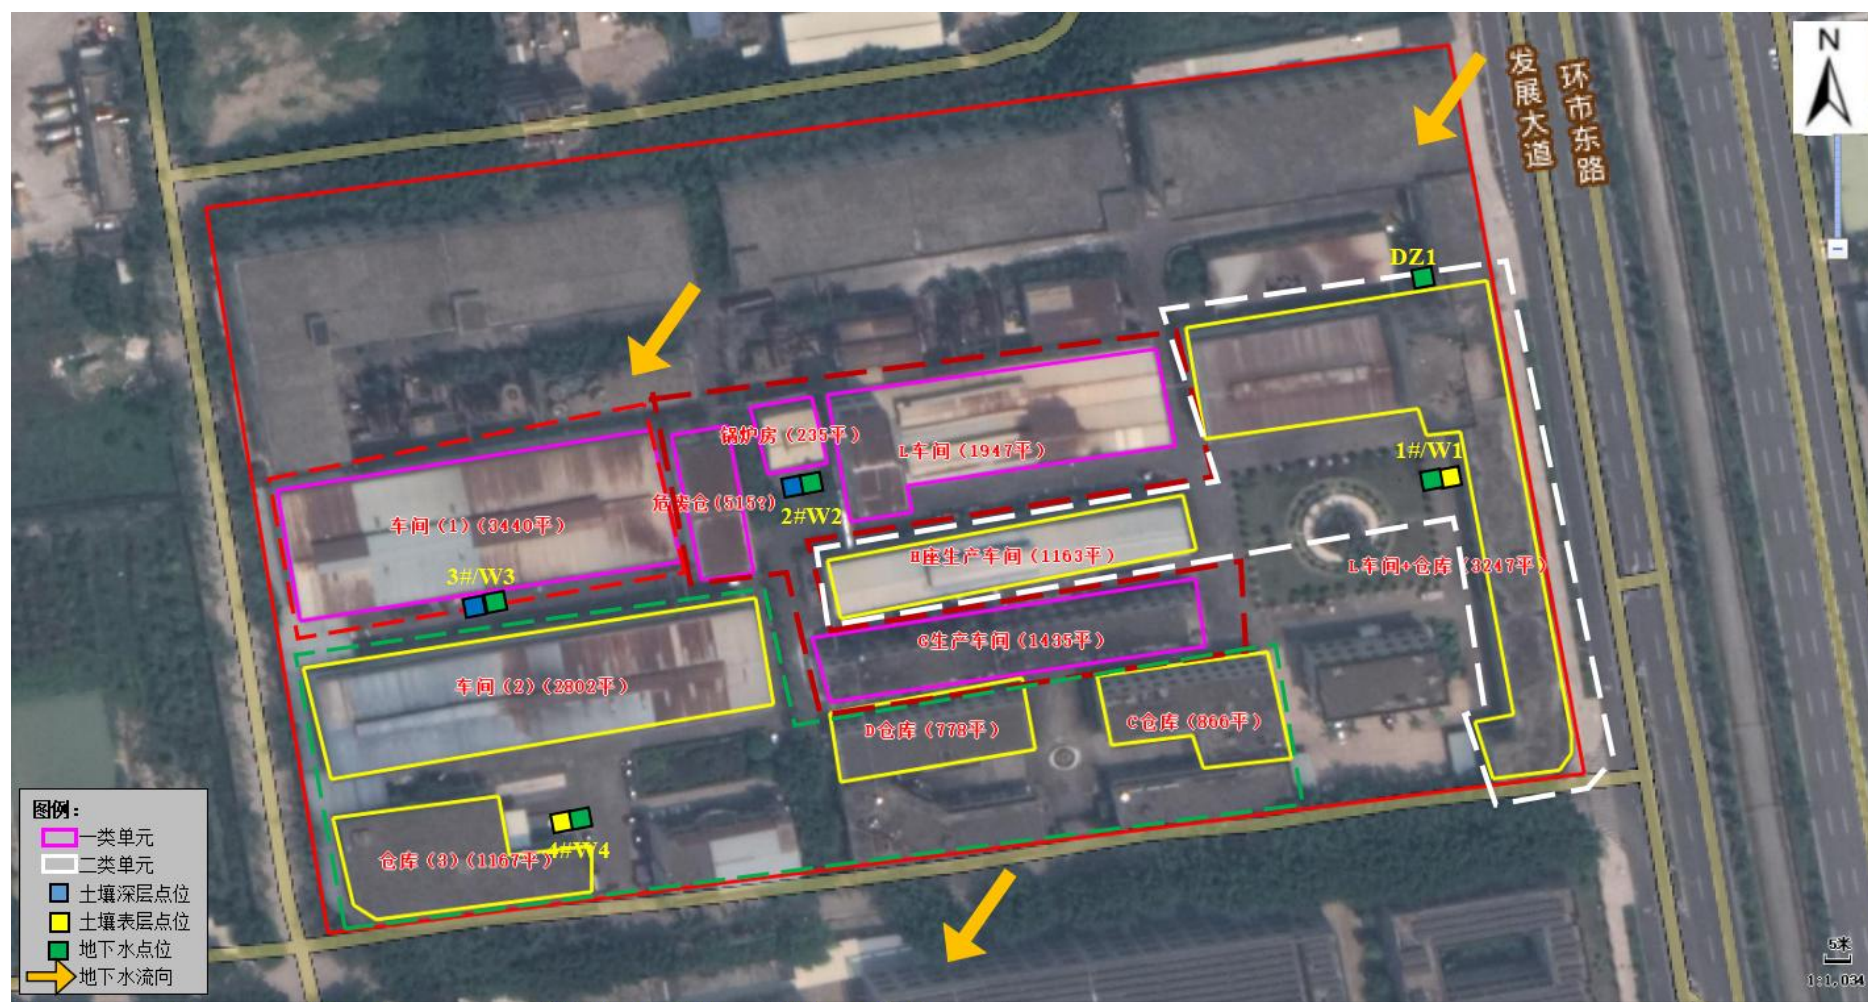 N
发展大道
环市东路
DZ1
锅炉房（235平）
L车间（1947平）
1#/W1
危废仓（515?）
车间（1）（3440平）
2#W2
H座生产车间（1163平）
L车间+仓库（3247平）
3#/W3
G生产车间（1435平）
车间（2）（2802平）
D仓库（778平）
C仓库（866平）
4#W4
仓库（3）（1167平）
图例：
一类单元
二类单元
土壤深层点位
土壤表层点位
地下水点位
地下水流向
5米
1:1,034